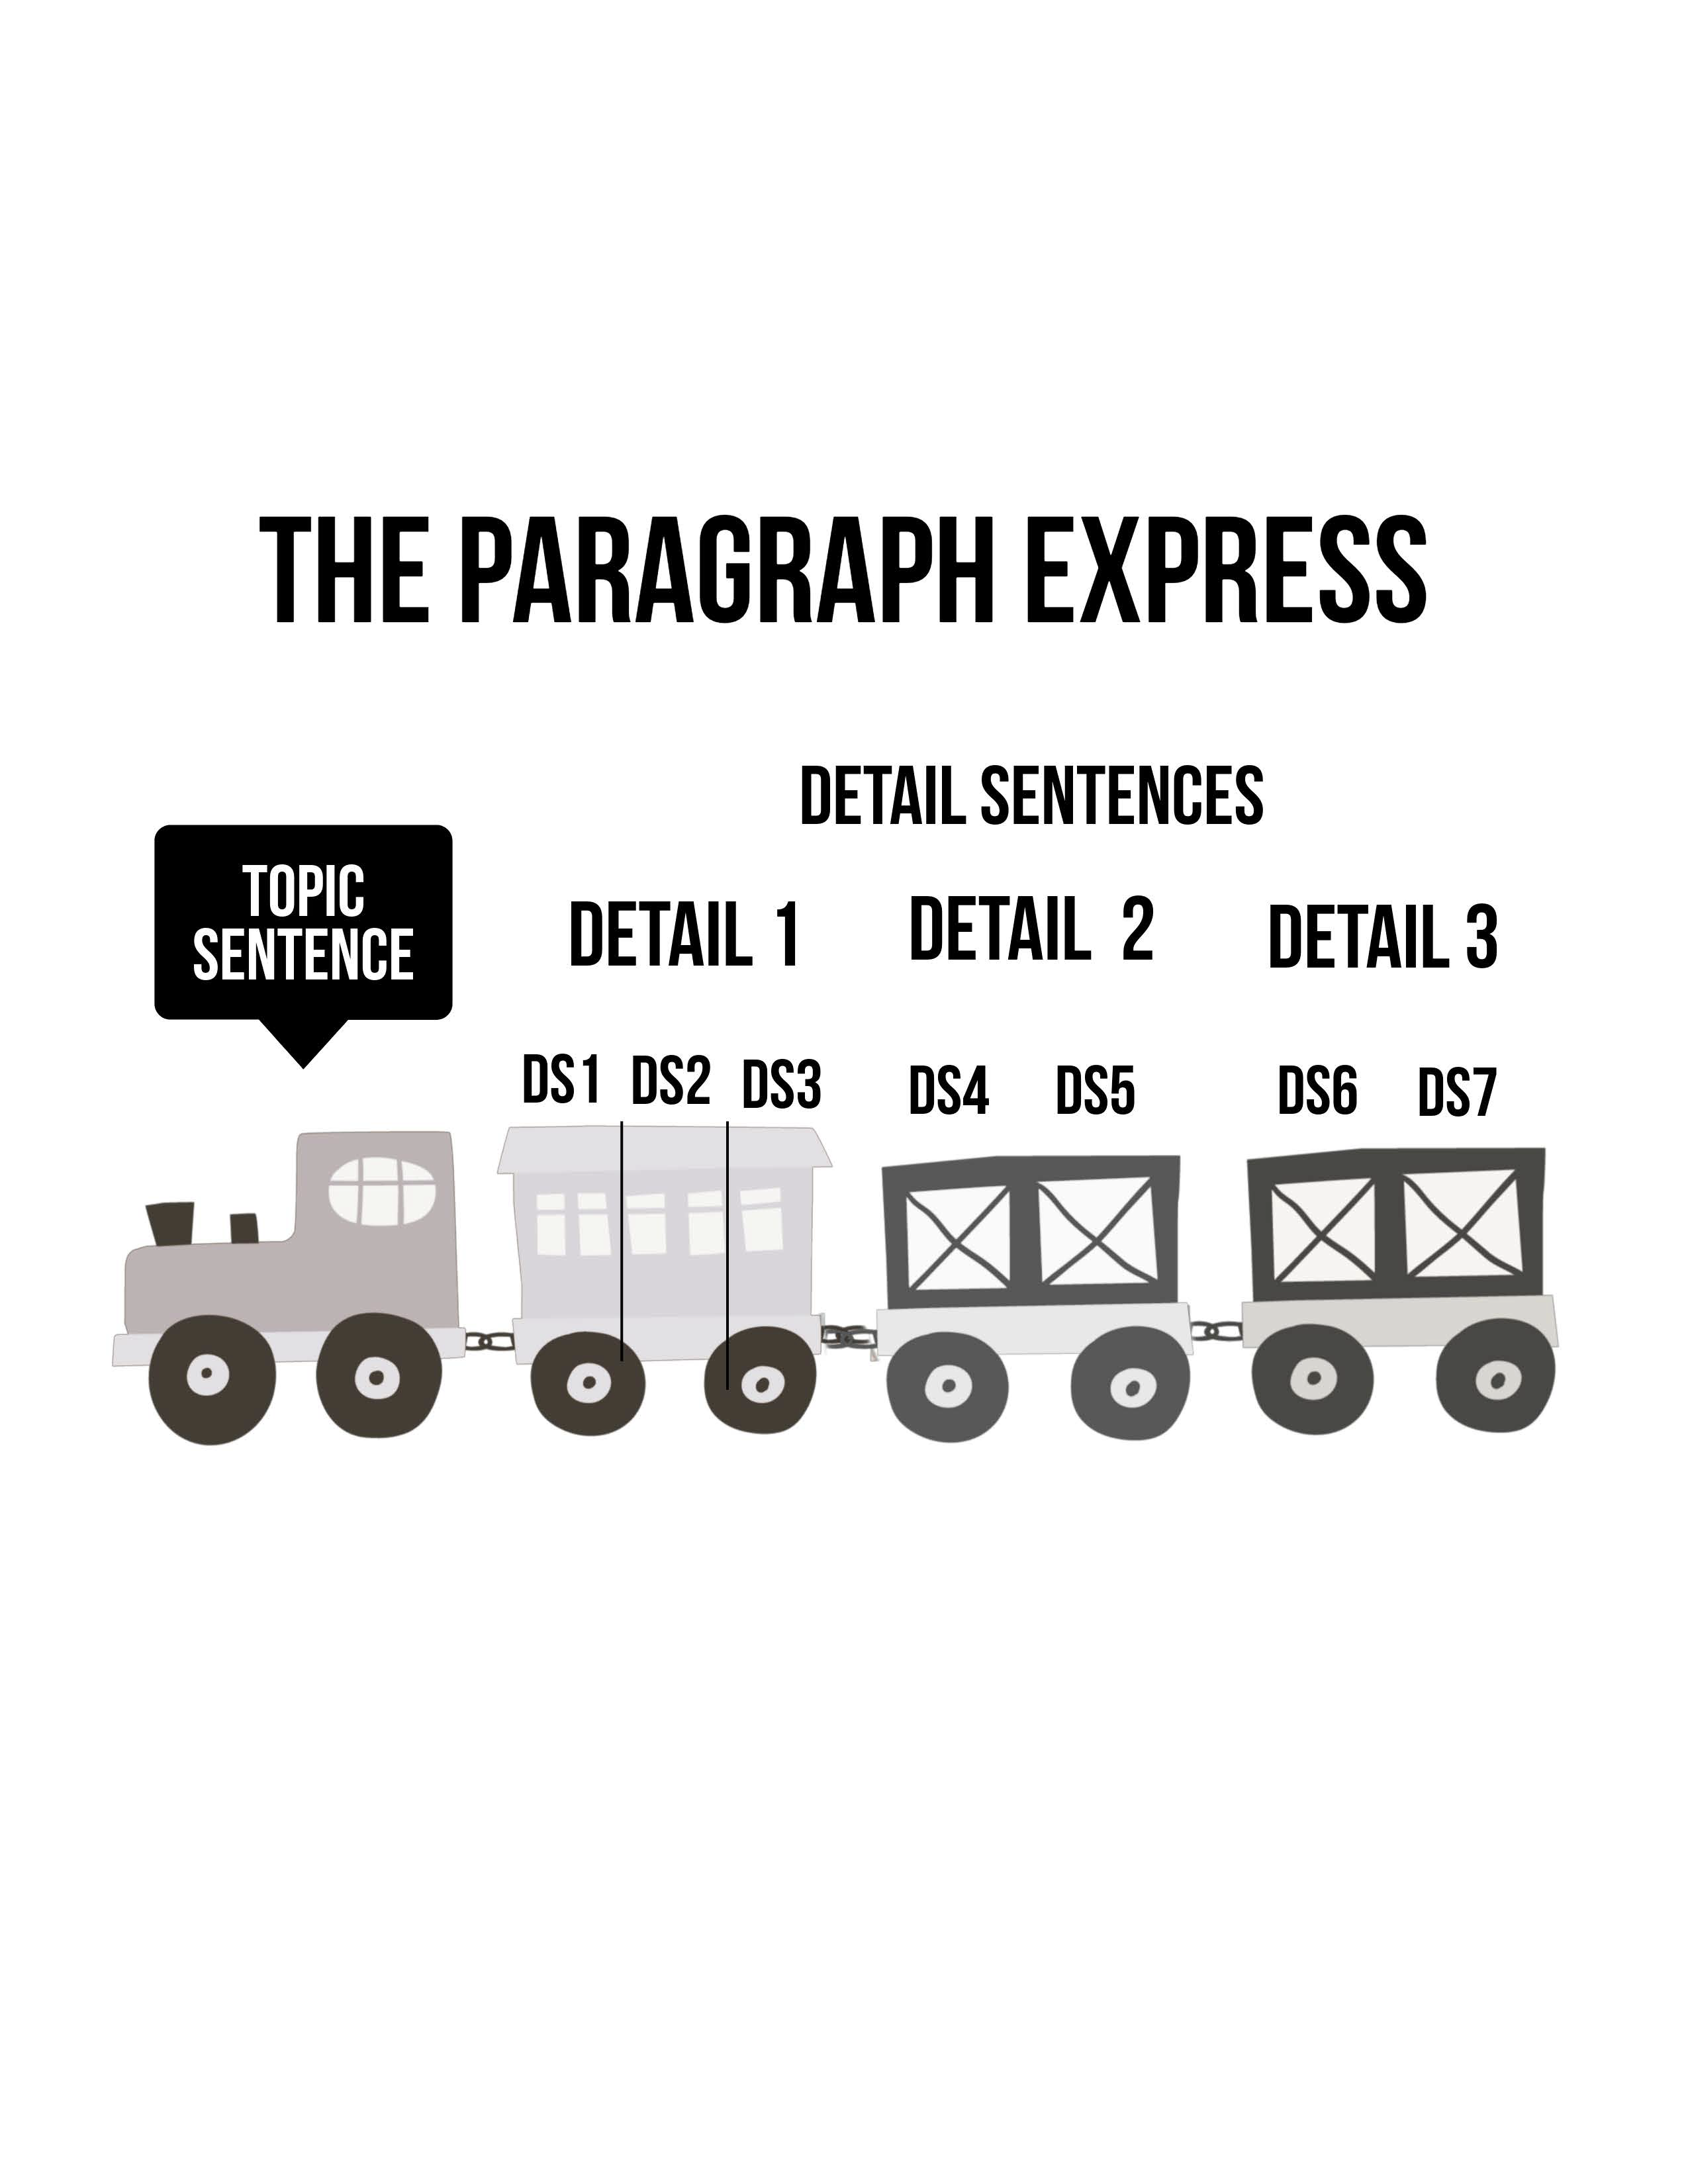 THE PARAGRAPH EXPRESS
DETAIL SENTENCES
TOPIC
SENTENCE
DETAIL 1 DETAIL 2 DETAIL 3
DS1 DS2 DS3 DS4 DS5 DS6 DS7